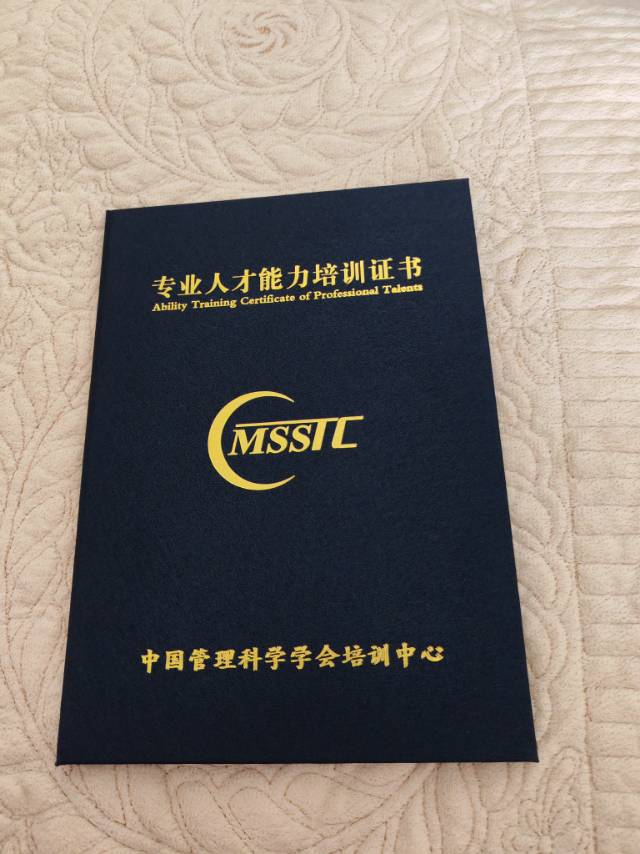 专业人才能力培训证书
Ability Training Certificate of Professional Talents
MSSTC
中国管理科学学会培训中心